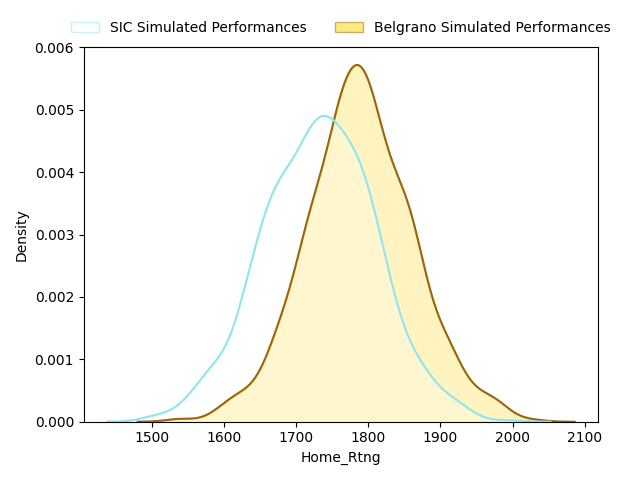 SIC Simulated Performances Belgrano Simulated Performances
0.006
0.005
0.004
0.003
0.002
0.001
0.000
Density
1500 1600 1700 1800 1900 2000 2100
Home_Rtng